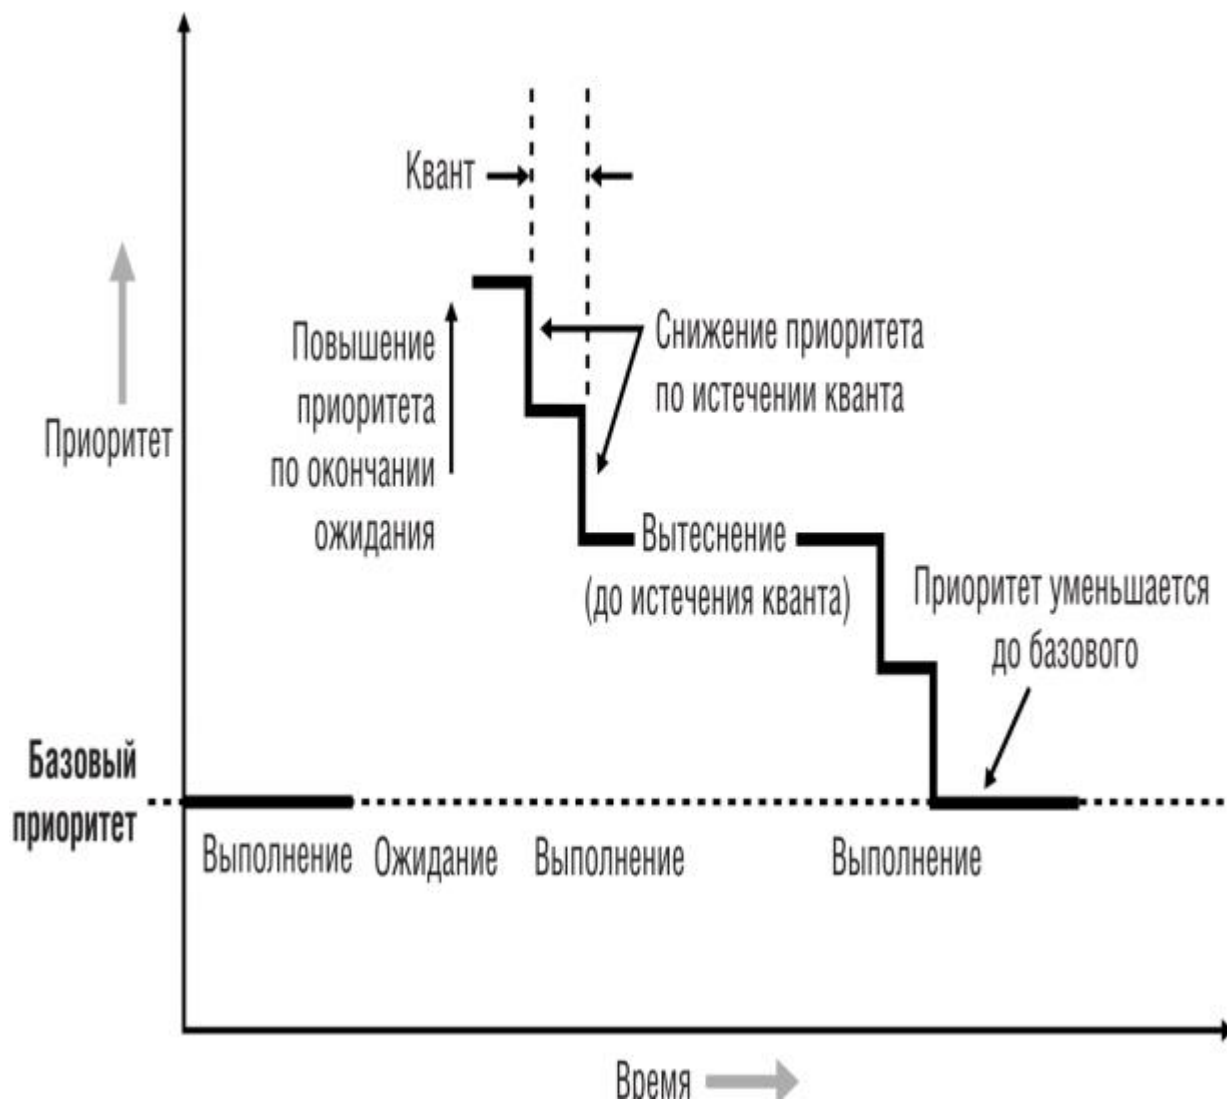 Квант
Повышение
приоритета
по окончании
ожидания
Снижение приоритета
по истечении кванта
Приоритет
Вытеснение
(до истечения кванта)
Приоритет уменьшается
до базового
Базовый
приоритет
Выполнение
Ожидание
Выполнение
Выполнение
Время